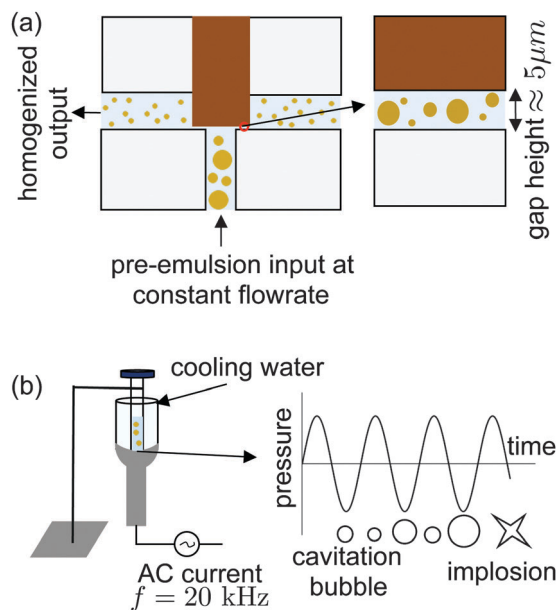 (a)
homogenized
output
gap height ≈ 5μm
pre-emulsion input at
constant flowrate
(b)
cooling water
pressure
time
cavitation
bubble
implosion
AC current
f = 20 kHz